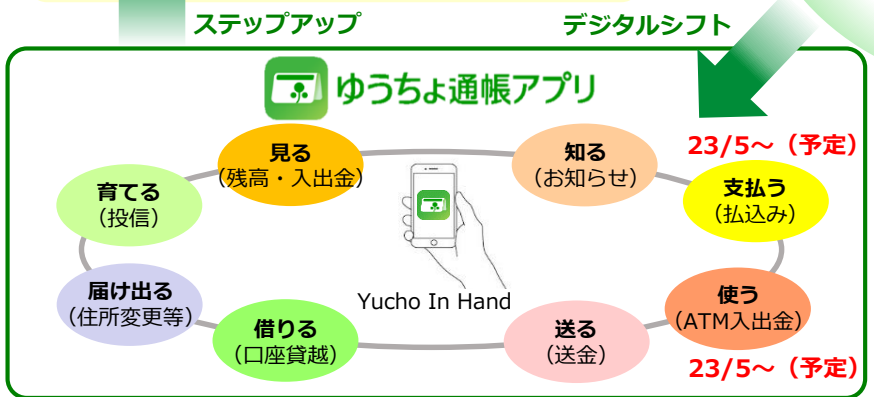 ステップアップ
デジタルシフト
ゆうちょ通帳アプリ
見る
(残高・入出金)
知る
(お知らせ)
23/5～（予定）
支払う
(払込み)
育てる
(投信)
届け出る
(住所変更等)
Yucho In Hand
使う
(ATM入出金)
借りる
(口座貸越)
送る
(送金)
23/5～（予定）